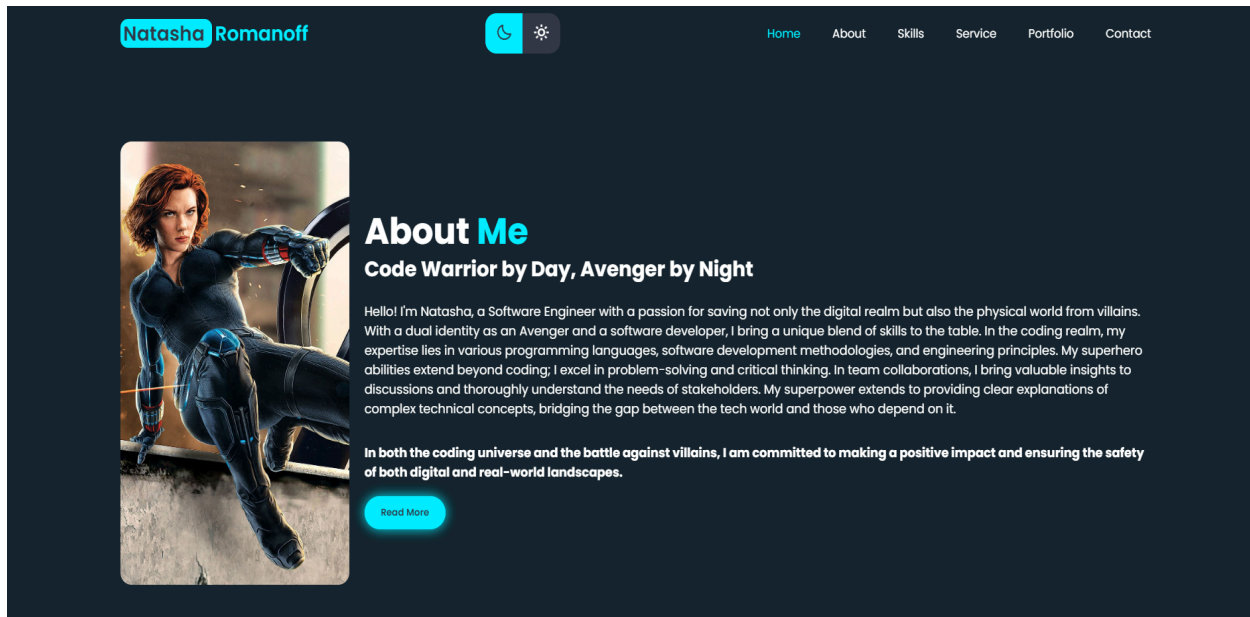 Natasha Romanoff
Home About Skills Service Portfolio Contact
About Me
Code Warrior by Day, Avenger by Night
Hello! I'm Natasha, a Software Engineer with a passion for saving not only the digital realm but also the physical world from villains.
With a dual identity as an Avenger and a software developer, I bring a unique blend of skills to the table. In the coding realm, my
expertise lies in various programming languages, software development methodologies, and engineering principles. My superhero
abilities extend beyond coding; I excel in problem-solving and critical thinking. In team collaborations, I bring valuable insights to
discussions and thoroughly understand the needs of stakeholders. My superpower extends to providing clear explanations of
complex technical concepts, bridging the gap between the tech world and those who depend on it.
In both the coding universe and the battle against villains, I am committed to making a positive impact and ensuring the safety
of both digital and real-world landscapes.
Read More